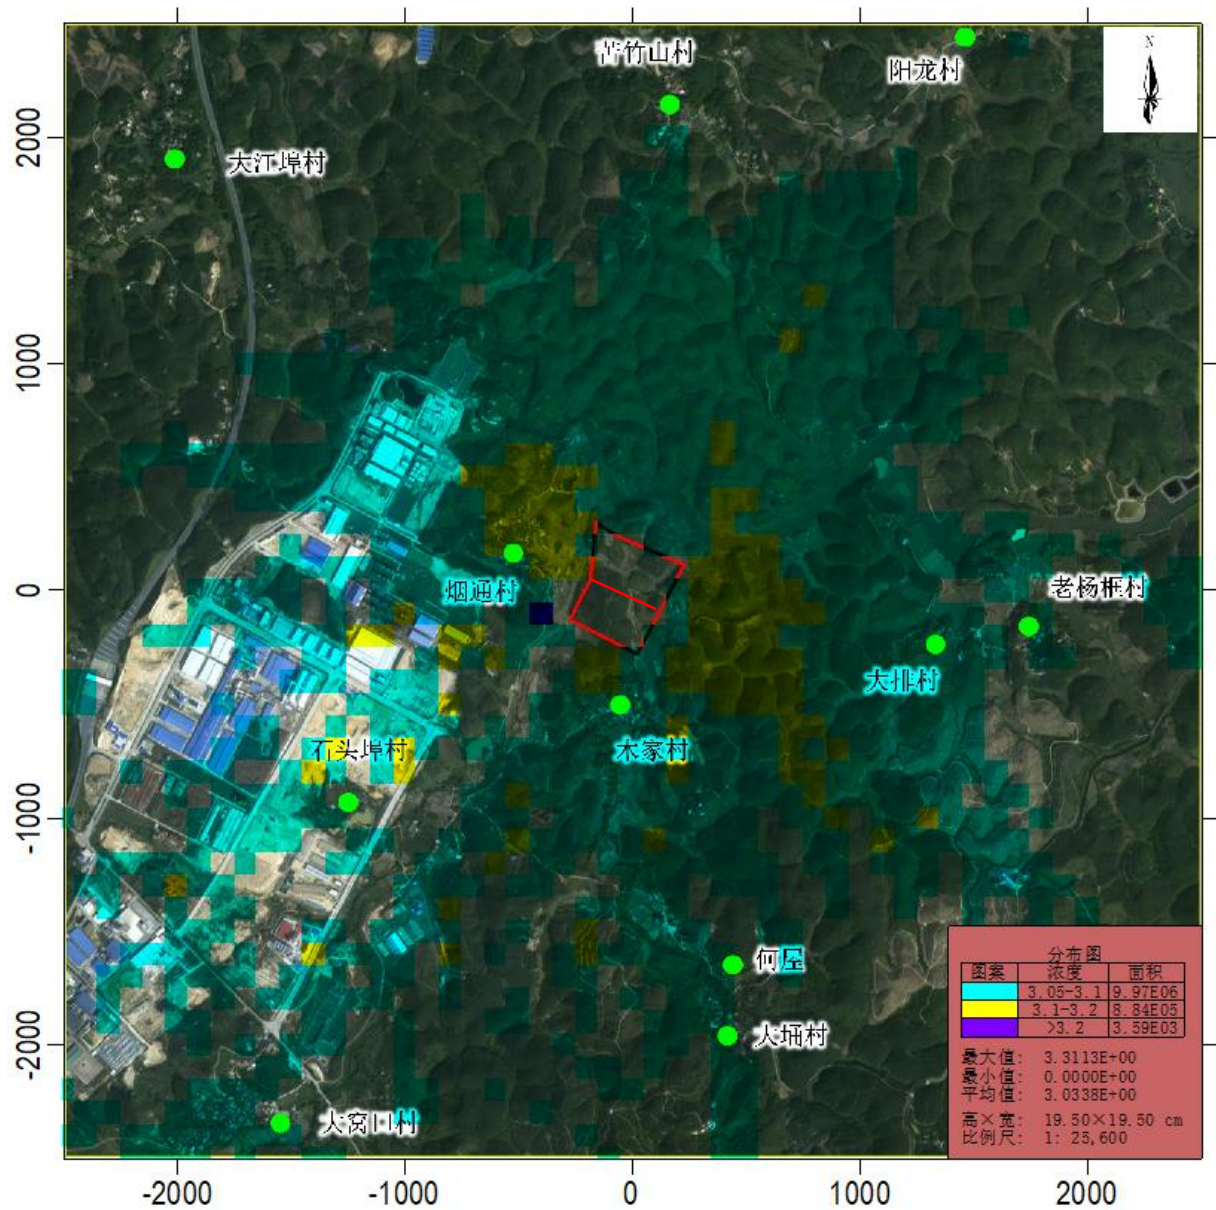 苦竹山村
阳龙村
N
大江埠村
2000
1000
0
-1000
-2000
烟通村
老杨桓村
大排村
石头埠村
木家村
何屋
大塘村
大窝口村
分布图
图案 浓度 面积
3.05-3.1 9.97E06
3.1-3.2 8.84E05
>3.2 3.59E03
最大值: 3.3113E+00
最小值: 0.0000E+00
平均值: 3.0338E+00
高×宽: 19.50×19.50 cm
比例尺: 1: 25,600
-2000 -1000 0 1000 2000